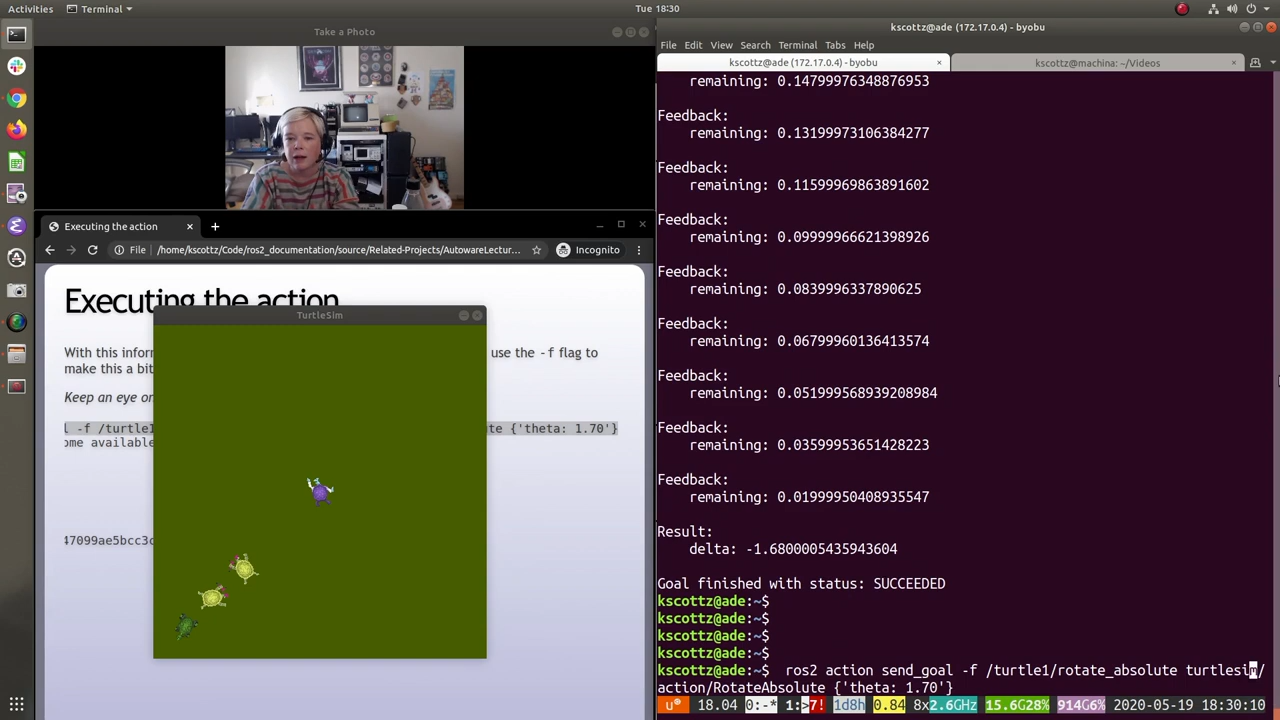 Activities
Terminal
Tue 18:30
Take a Photo
kscottz@ade (172.17.0.4) - byobu
File Edit View Search Terminal Tabs Help
kscottz@ade (172.17.0.4) - byobu
kscottz@machina: ~/Videos
Executing the action
File
/home/kscottz/Code/ros2_documentation/source/Related-Projects/AutowareLectur...
Incognito
Executing the action
With this inforr
use the -f flag to
make this a bit
Keep an eye or
l -f /turtle1
te {'theta: 1.70'}
ome available
47099ae5bcc3c
TurtleSim
remaining: 0.14799976348876953
Feedback:
remaining: 0.13199973106384277
Feedback:
remaining: 0.11599969863891602
Feedback:
remaining: 0.09999966621398926
Feedback:
remaining: 0.0839996337890625
Feedback:
remaining: 0.06799960136413574
Feedback:
remaining: 0.051999568939208984
Feedback:
remaining: 0.03599953651428223
Feedback:
remaining: 0.01999950408935547
Result:
delta: -1.6800005435943604
Goal finished with status: SUCCEEDED
kscottz@ade:~$
kscottz@ade:~$
kscottz@ade:~$
kscottz@ade:~$
kscottz@ade:~$ ros2 action send_goal -f /turtle1/rotate_absolute turtlesim/
action/RotateAbsolute {'theta: 1.70'}
u® 18.04 0:-* 1:>7! 1d8h 0.84 8x2.6GHz 15.6G28% 914G6% 2020-05-19 18:30:10